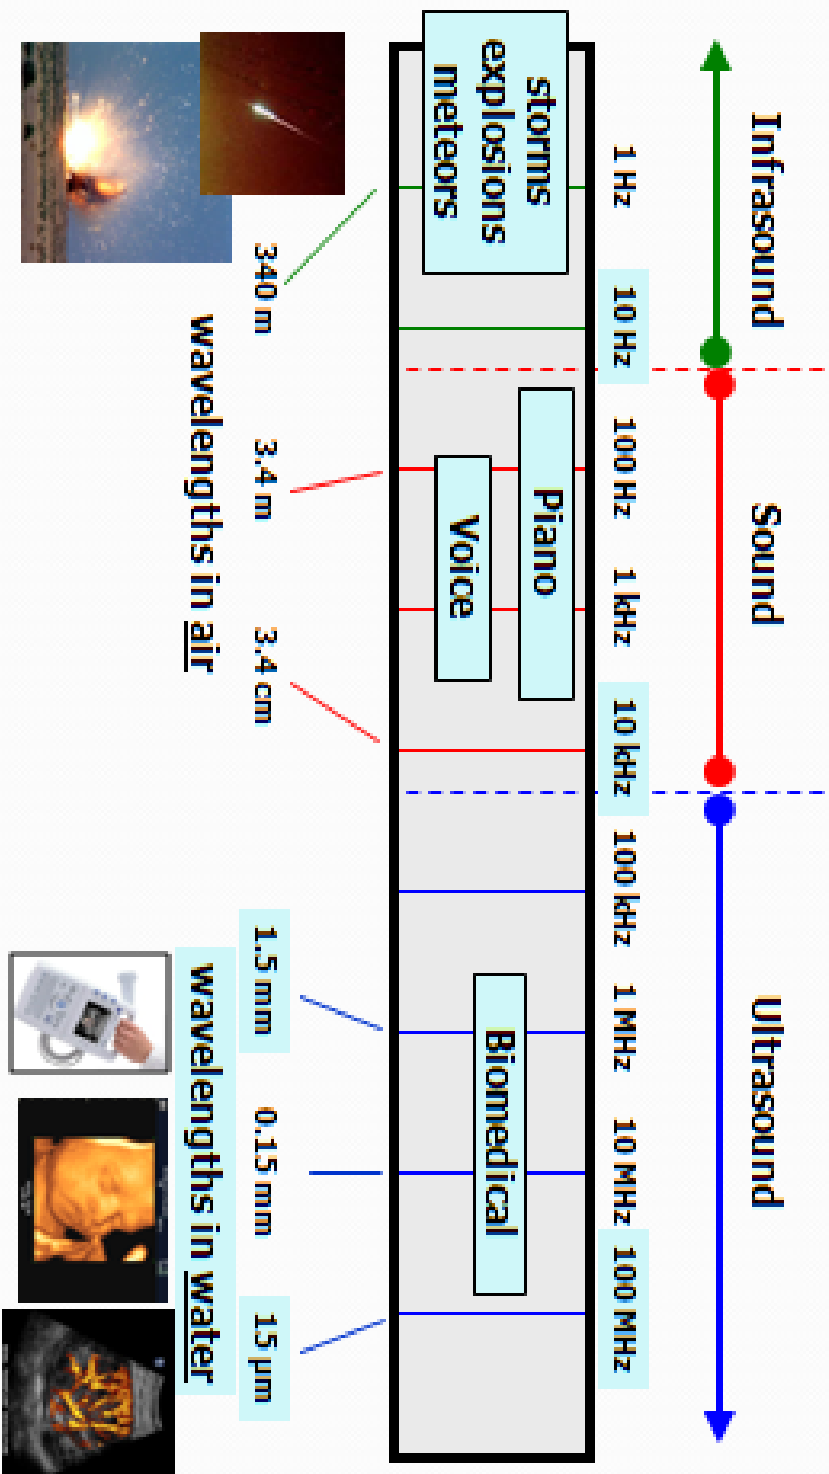 Infrasound
Sound
Ultrasound
1 Hz
10 Hz
100 Hz
1 kHz
10 kHz
100 kHz
1 MHz
10 MHz
100 MHz
storms
explosions
meteors
Piano
Voice
Biomedical
340 m
3.4 m
3.4 cm
1.5 mm
0.15 mm
15 µm
wavelengths in air
wavelengths in water